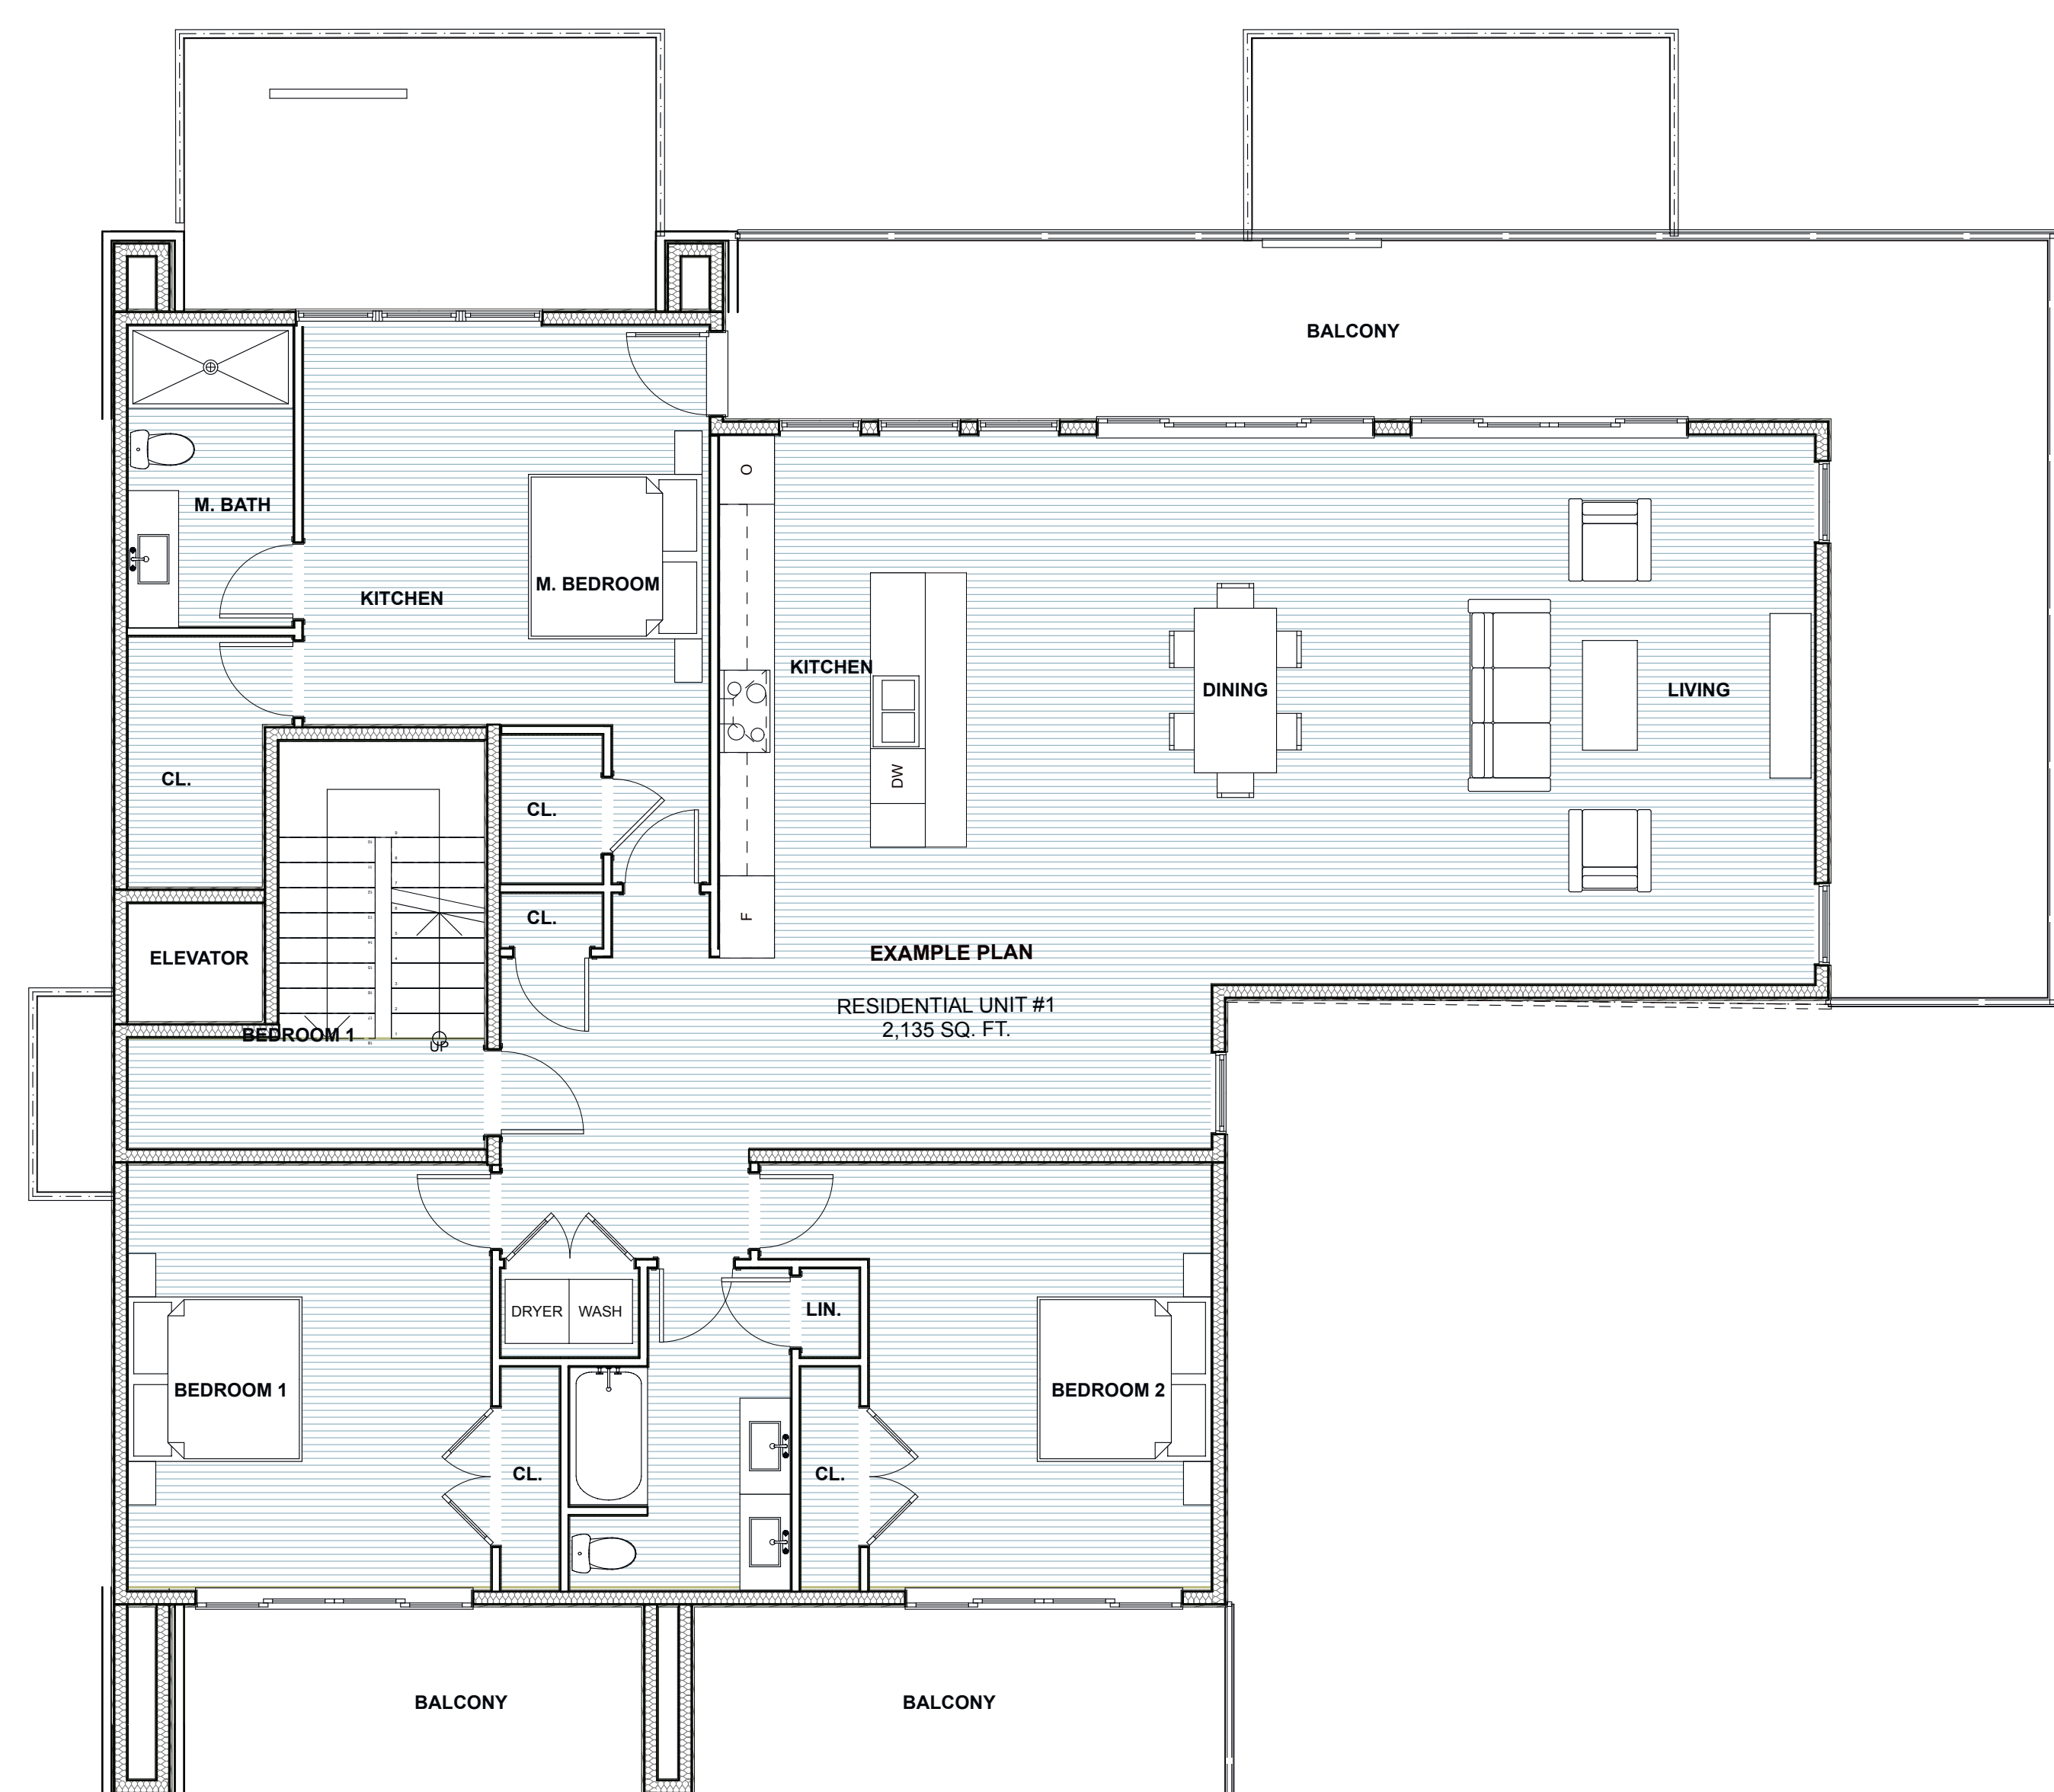 BALCONY
O
M. BATH
M. BEDROOM
KITCHEN
KITCHEN
DINING
LIVING
DW
CL.
CL.
CL.
F
EXAMPLE PLAN
ELEVATOR
RESIDENTIAL UNIT #1
2,135 SQ. FT.
BEDROOM 1
UP
DRYER
WASH
LIN.
BEDROOM 1
BEDROOM 2
CL.
CL.
BALCONY
BALCONY